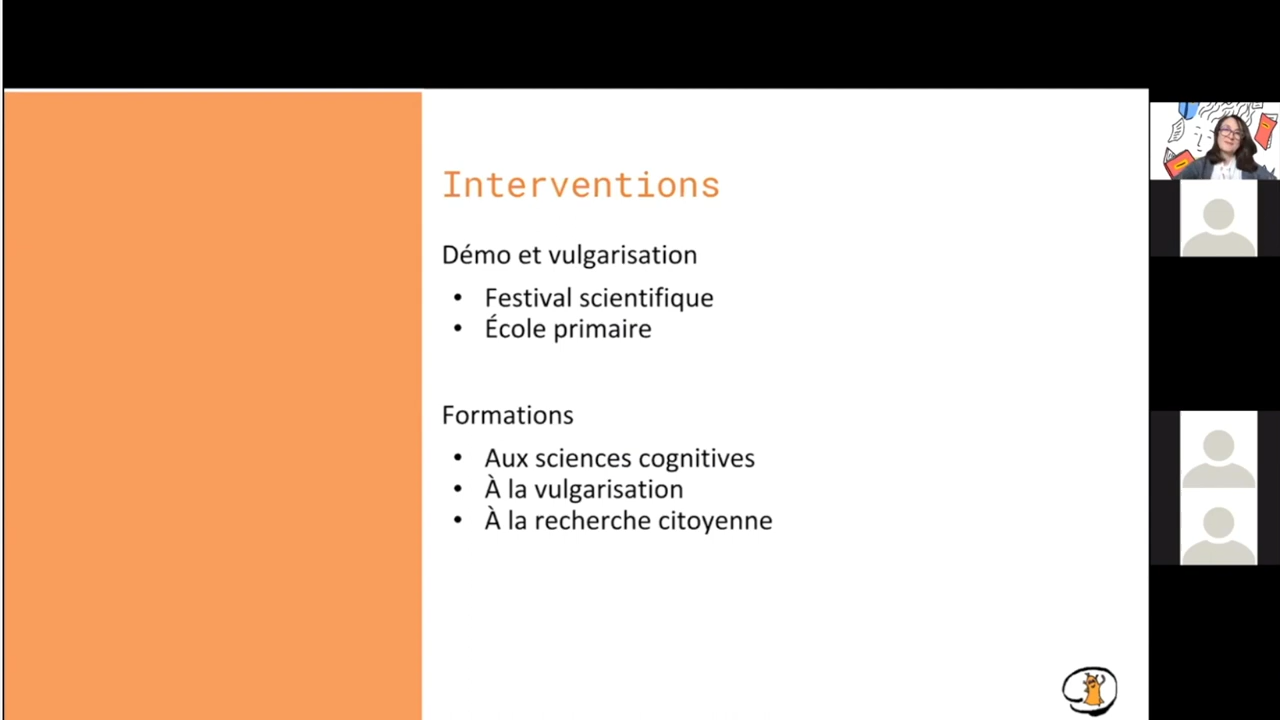 Interventions
Démo et vulgarisation
• Festival scientifique
• École primaire
Formations
• Aux sciences cognitives
• À la vulgarisation
• À la recherche citoyenne